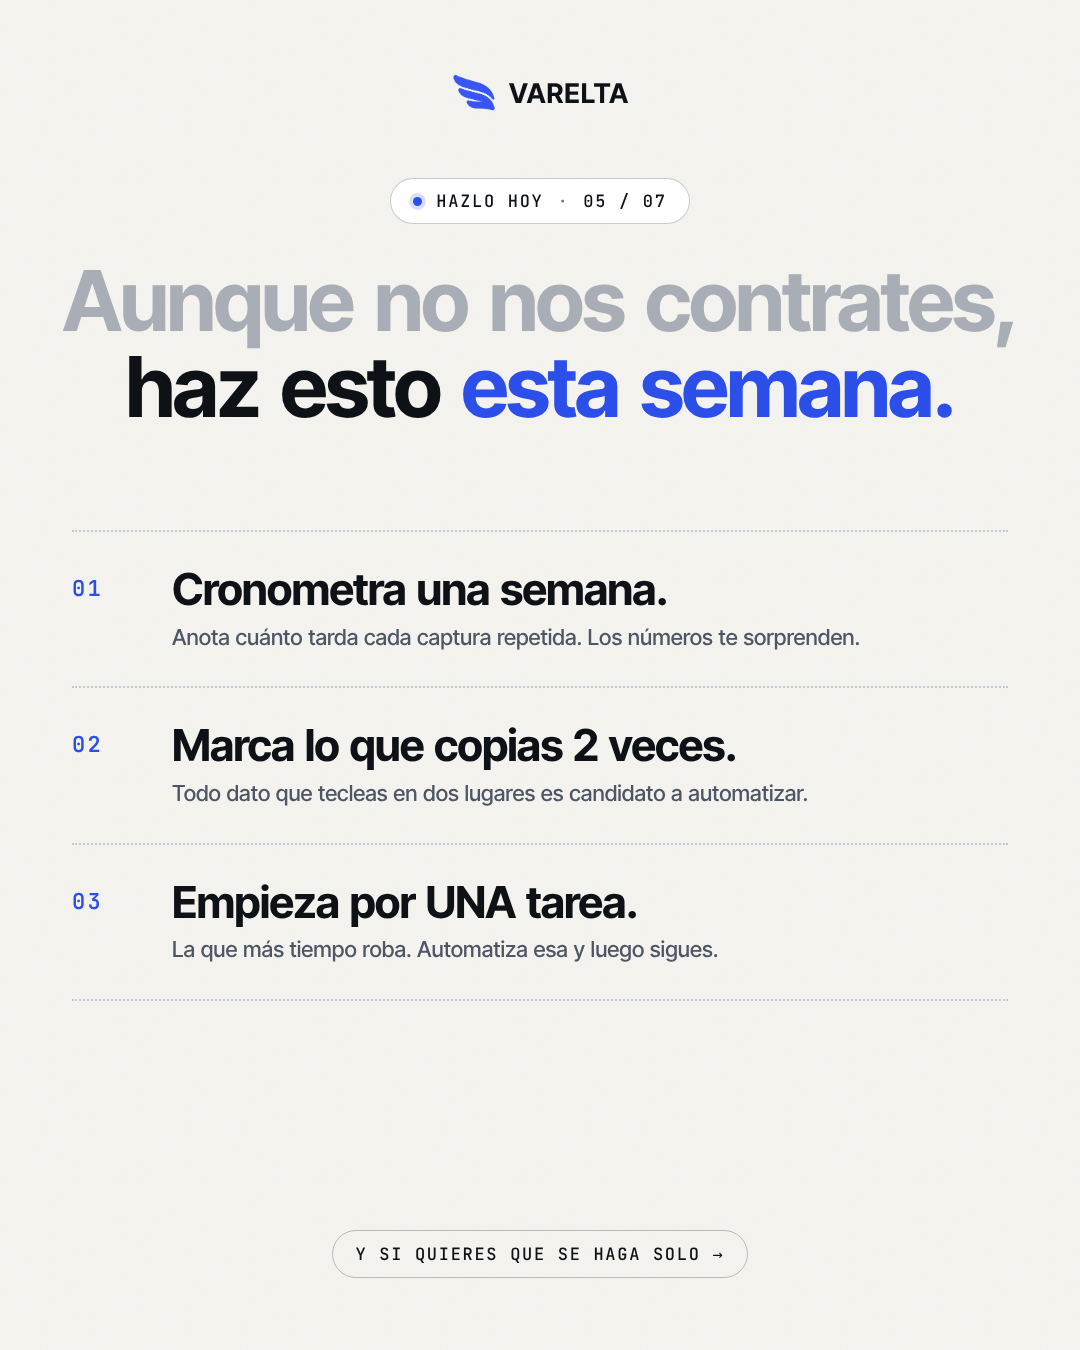 VARELTA
HAZLO HOY · 05 / 07
Aunque no nos contrates,
haz esto esta semana.
01
Cronometra una semana.
Anota cuánto tarda cada captura repetida. Los números te sorprenden.
02
Marca lo que copias 2 veces.
Todo dato que tecleas en dos lugares es candidato a automatizar.
03
Empieza por UNA tarea.
La que más tiempo roba. Automatiza esa y luego sigues.
Y SI QUIERES QUE SE HAGA SOLO →